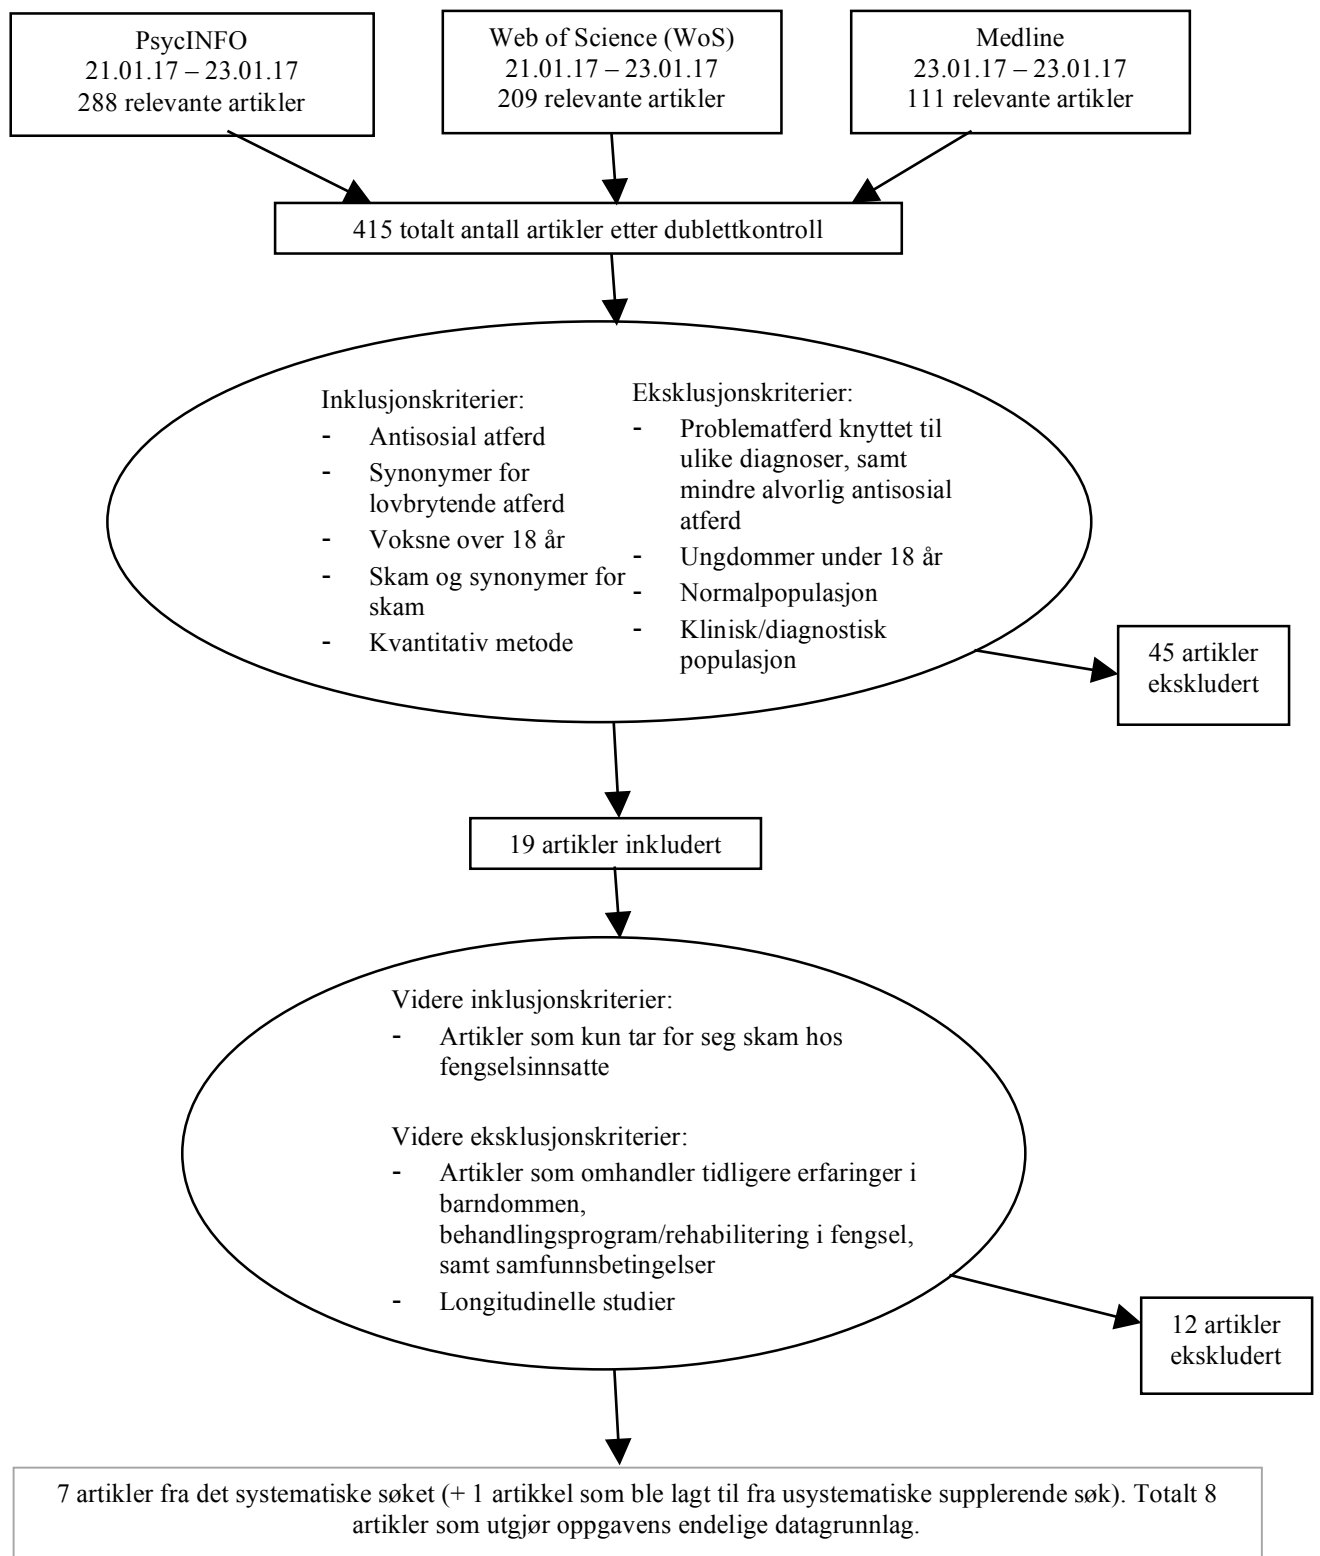 PsycINFO
21.01.17 – 23.01.17
288 relevante artikler
Web of Science (WoS)
21.01.17 – 23.01.17
209 relevante artikler
Medline
23.01.17 – 23.01.17
111 relevante artikler
415 totalt antall artikler etter dublettkontroll
Inklusjonskriterier:
- Antisosial atferd
- Synonymer for
lovbrytende atferd
- Voksne over 18 år
- Skam og synonymer for
skam
- Kvantitativ metode
Eksklusjonskriterier:
- Problematferd knyttet til
ulike diagnoser, samt
mindre alvorlig antisosial
atferd
- Ungdommer under 18 år
- Normalpopulasjon
- Klinisk/diagnostisk
populasjon
45 artikler
ekskludert
19 artikler inkludert
Videre inklusjonskriterier:
- Artikler som kun tar for seg skam hos
fengselsinnsatte
Videre eksklusjonskriterier:
- Artikler som omhandler tidligere erfaringer i
barndommen,
behandlingsprogram/rehabilitering i fengsel,
samt samfunnsbetingelser
- Longitudinelle studier
12 artikler
ekskludert
7 artikler fra det systematiske søket (+ 1 artikkel som ble lagt til fra usystematiske supplerende søk). Totalt 8
artikler som utgjør oppgavens endelige datagrunnlag.